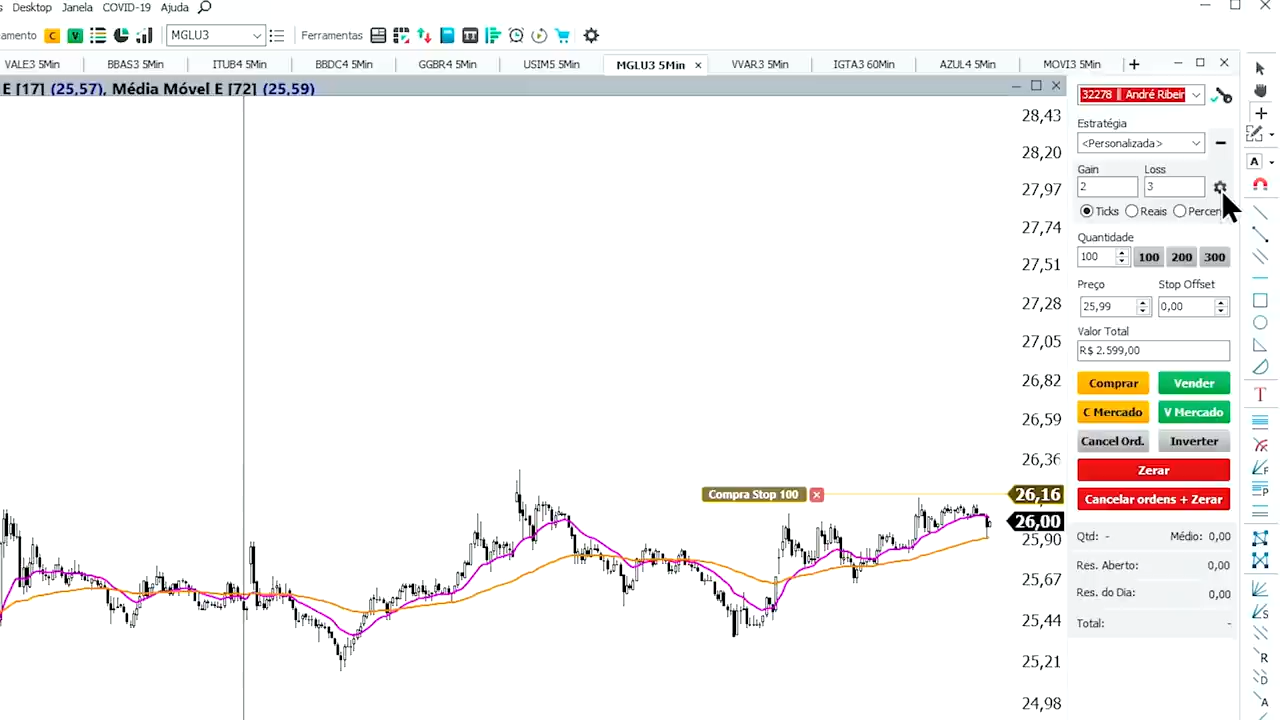 s Desktop Janela COVID-19 Ajuda
amento C V MGLU3 Ferramentas
VALE3 5Min BBAS3 5Min ITUB4 5Min BBDC4 5Min GGBR4 5Min USIM5 5Min MGLU3 5Min × VVAR3 5Min IGTA3 60Min AZUL4 5Min MOVI3 5Min +
E [17] (25,57), Média Móvel E [72] (25,59)
28,43
28,20
27,97
27,74
27,51
27,28
27,05
26,82
26,59
26,36
Compra Stop 100 ×
26,16
26,00
25,90
25,67
25,44
25,21
24,98
32278 | André Ribeir
Estratégia
<Personalizada>
Gain Loss
2 3
Ticks Reais Percen
Quantidade
100 100 200 300
Preço Stop Offset
25,99 0,00
Valor Total
R$ 2.599,00
Comprar Vender
C Mercado V Mercado
Cancel Ord. Inverter
Zerar
Cancelar ordens + Zerar
Qtd: - Médio: 0,00
Res. Aberto: 0,00
Res. do Dia: 0,00
Total: -
A
T
F
P
S
R
D
A